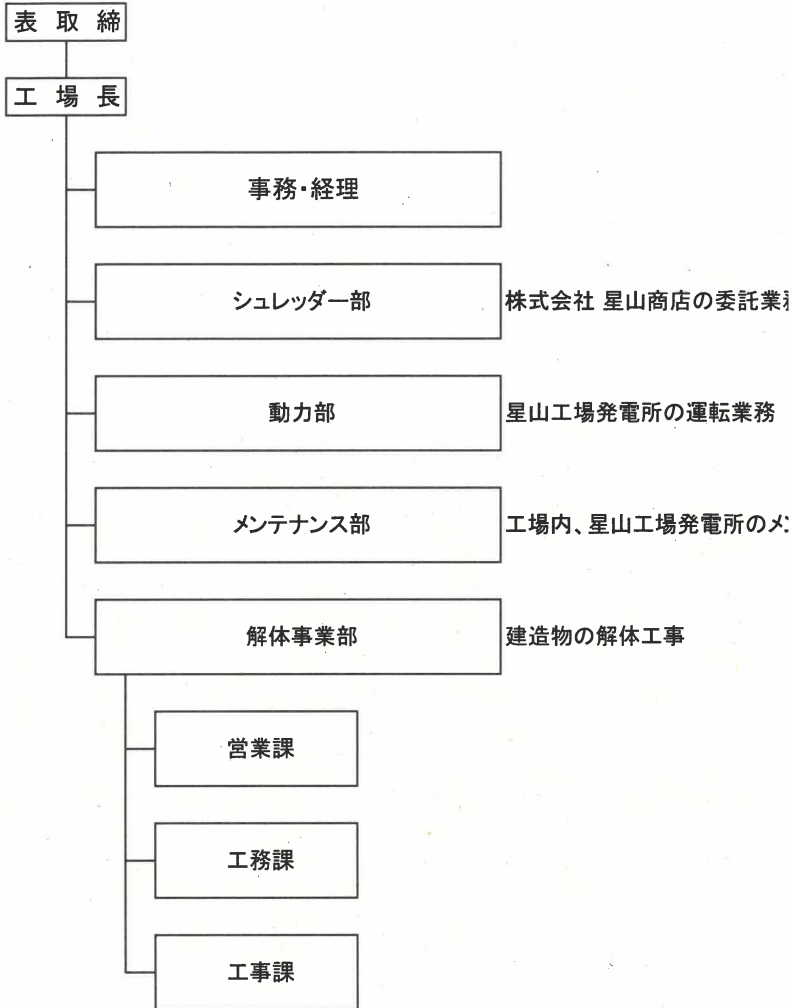 表取締
工場長
事務・経理
シュレッダー部
株式会社 星山商店の委託業
動力部
星山工場発電所の運転業務
メンテナンス部
工場内、星山工場発電所のメ
解体事業部
建造物の解体工事
営業課
工務課
工事課